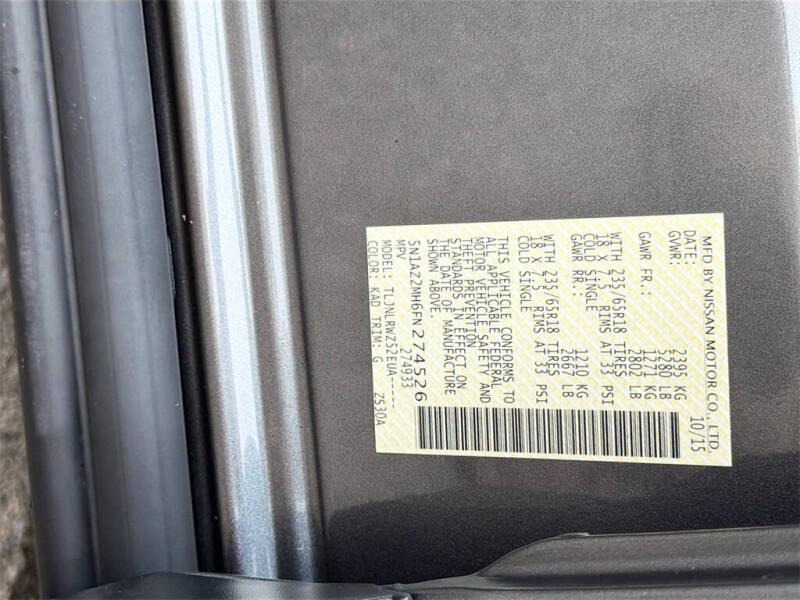 MFD BY NISSAN MOTOR CO., LTD.
DATE: 10/15
GVWR: 2395 KG
5280 LB
GAWR FR.: 1271 KG
2802 LB
WITH 235/65R18 TIRES
18 X 7.5J RIMS AT 33 PSI
COLD SINGLE
GAWR RR.: 1210 KG
2667 LB
WITH 235/65R18 TIRES
18 X 7.5J RIMS AT 33 PSI
COLD SINGLE
THIS VEHICLE CONFORMS TO
ALL APPLICABLE FEDERAL
MOTOR VEHICLE SAFETY AND
THEFT PREVENTION
STANDARDS IN EFFECT ON
THE DATE OF MANUFACTURE
SHOWN ABOVE.
5N1AZ2MH6FN274526
MPV 274933
MODEL: TLJNLRWZ52EUA-----
COLOR: KAD TRIM: G Z530A